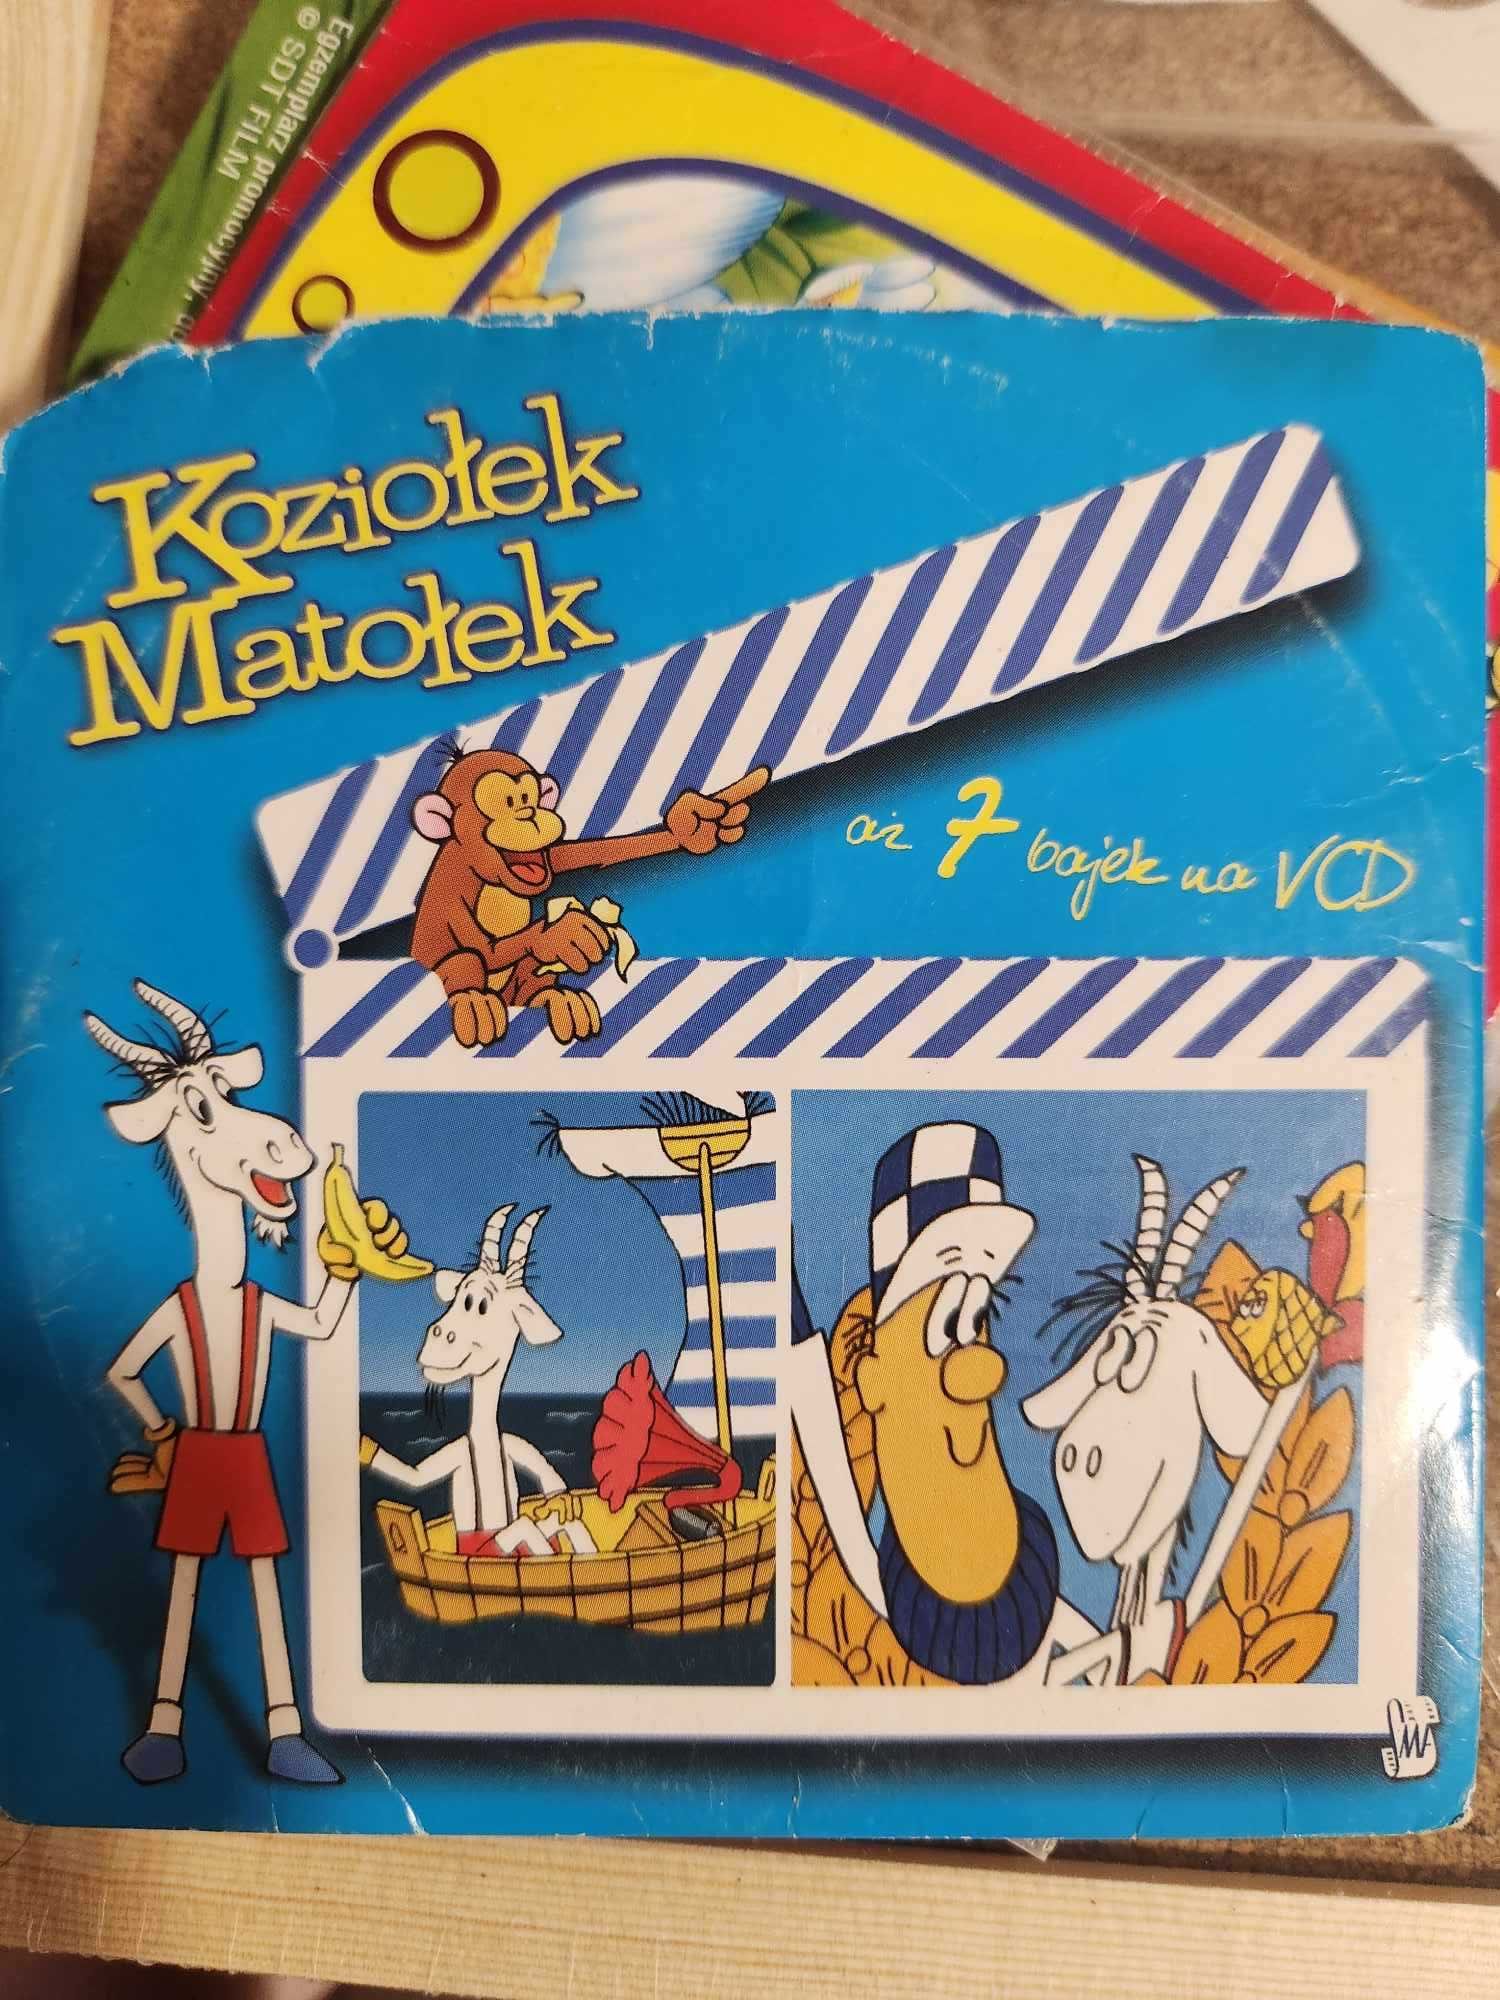 Egzemplarz promocyjny,
© SDT FILM
Koziołek
Matołek
aż 7 bajek na VCD